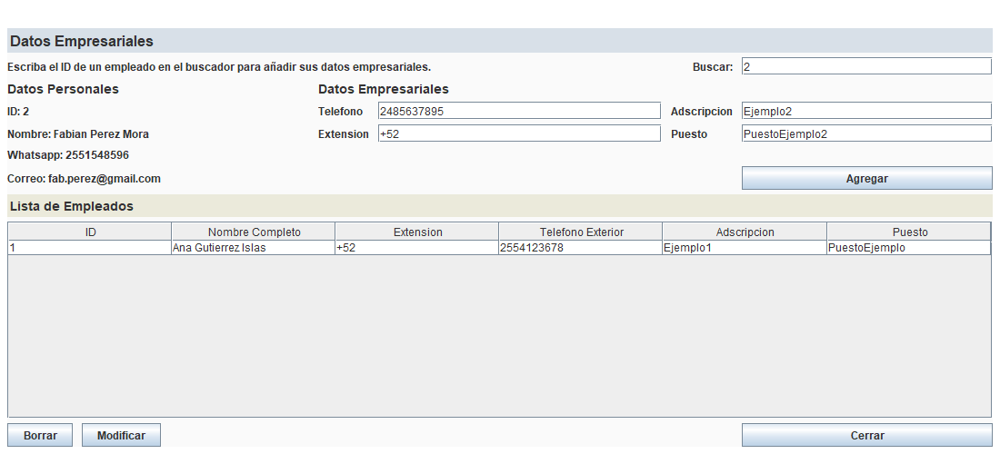 Datos Empresariales
Escriba el ID de un empleado en el buscador para añadir sus datos empresariales. Buscar: 2
Datos Personales Datos Empresariales
ID: 2 Telefono 2485637895 Adscripcion Ejemplo2
Nombre: Fabian Perez Mora Extension +52 Puesto PuestoEjemplo2
Whatsapp: 2551548596
Correo: fab.perez@gmail.com Agregar
Lista de Empleados
ID Nombre Completo Extension Telefono Exterior Adscripcion Puesto
1 Ana Gutierrez Islas +52 2554123678 Ejemplo1 PuestoEjemplo
Borrar Modificar Cerrar